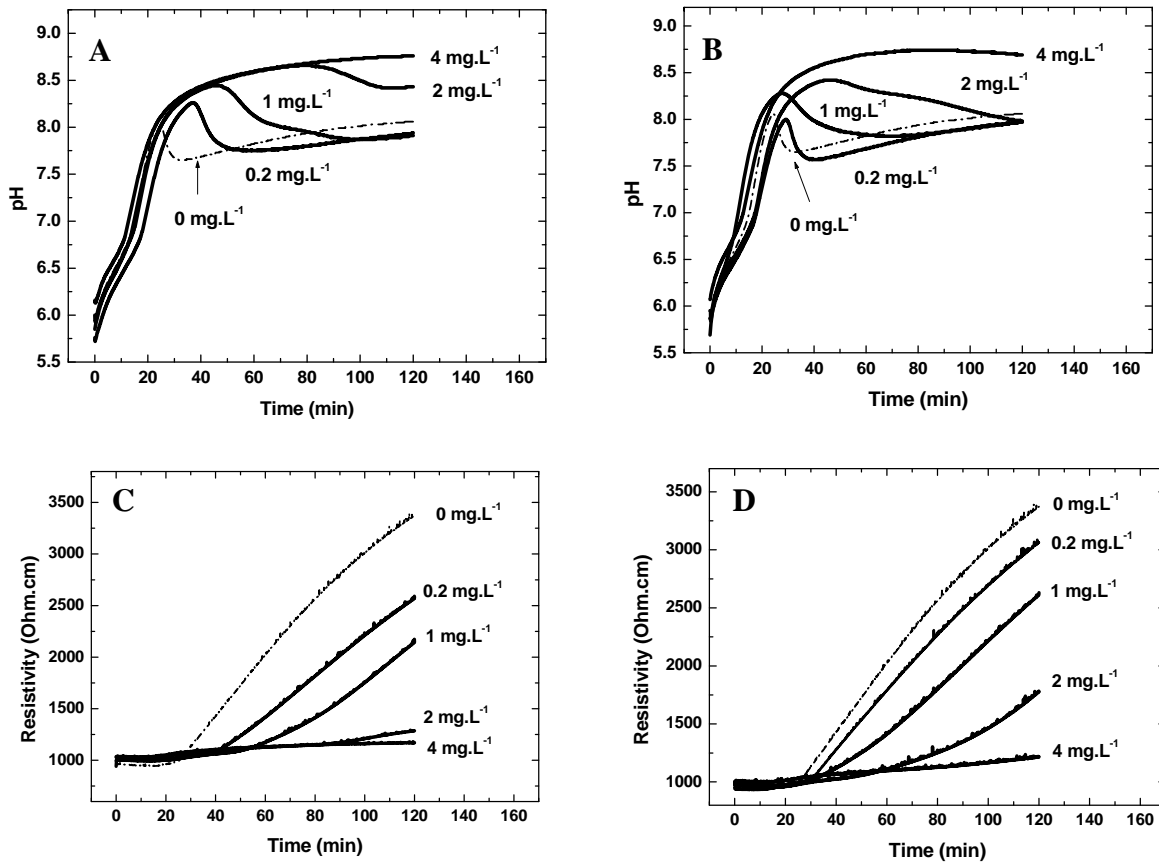 A
9.0
8.5
8.0
7.5
7.0
6.5
6.0
5.5
pH
4 mg.L⁻¹
2 mg.L⁻¹
1 mg.L⁻¹
0.2 mg.L⁻¹
0 mg.L⁻¹
0 20 40 60 80 100 120 140 160
Time (min)
B
9.0
8.5
8.0
7.5
7.0
6.5
6.0
5.5
pH
4 mg.L⁻¹
2 mg.L⁻¹
1 mg.L⁻¹
0.2 mg.L⁻¹
0 mg.L⁻¹
0 20 40 60 80 100 120 140 160
Time (min)
C
3500
3000
2500
2000
1500
1000
Resistivity (Ohm.cm)
0 mg.L⁻¹
0.2 mg.L⁻¹
1 mg.L⁻¹
2 mg.L⁻¹
4 mg.L⁻¹
0 20 40 60 80 100 120 140 160
Time (min)
D
3500
3000
2500
2000
1500
1000
Resistivity (Ohm.cm)
0 mg.L⁻¹
0.2 mg.L⁻¹
1 mg.L⁻¹
2 mg.L⁻¹
4 mg.L⁻¹
0 20 40 60 80 100 120 140 160
Time (min)